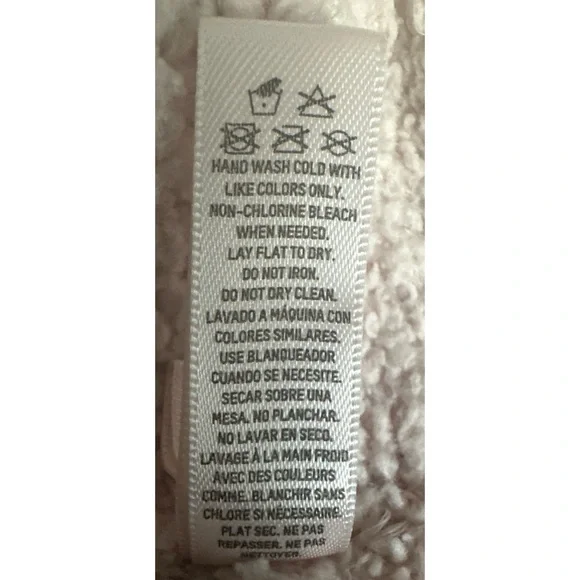 HAND WASH COLD WITH
LIKE COLORS ONLY.
NON-CHLORINE BLEACH
WHEN NEEDED.
LAY FLAT TO DRY.
DO NOT IRON.
DO NOT DRY CLEAN.
LAVADO A MÁQUINA CON
COLORES SIMILARES.
USE BLANQUEADOR
CUANDO SE NECESITE.
SECAR SOBRE UNA
MESA. NO PLANCHAR.
NO LAVAR EN SECO.
LAVAGE À LA MAIN FROID
AVEC DES COULEURS
COMME. BLANCHIR SANS
CHLORE SI NECESSAIRE.
PLAT SEC. NE PAS
REPASSER. NE PAS
NETTOYER.